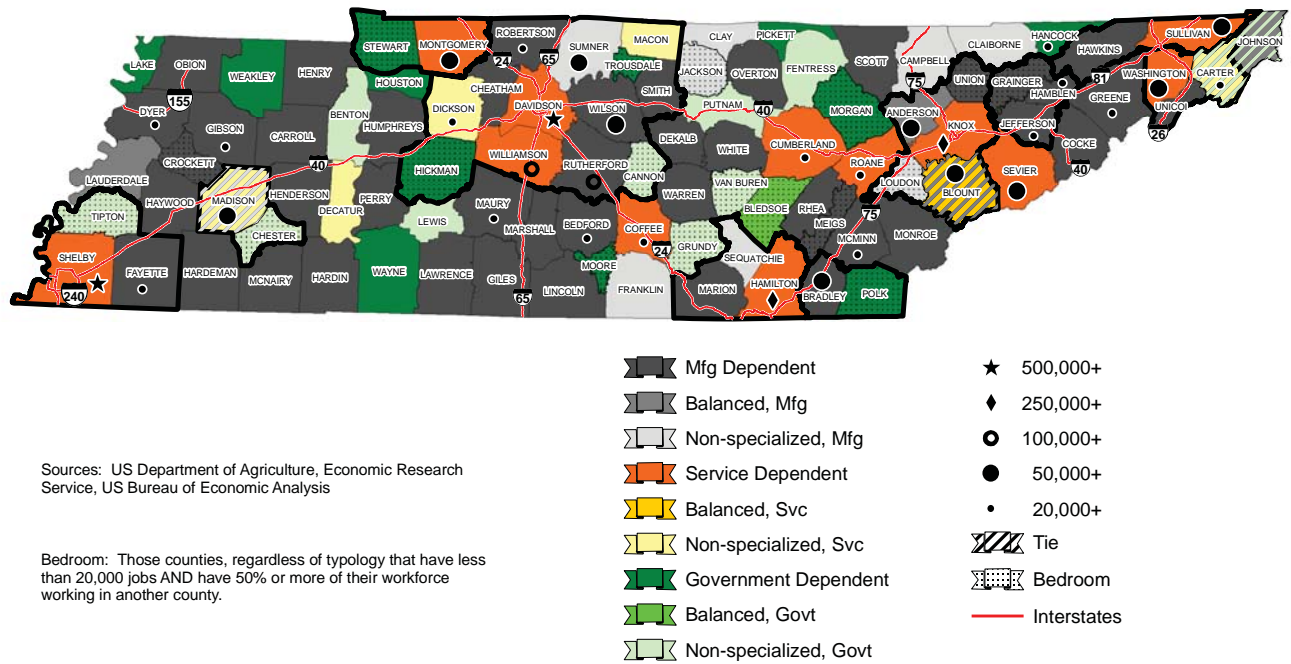 STEWART
MONTGOMERY
ROBERTSON
24
65
SUMNER
MACON
TROUSDALE
CLAY
PICKETT
JACKSON
OVERTON
FENTRESS
SCOTT
CAMPBELL
75
CLAIBORNE
HANCOCK
HAWKINS
SULLIVAN
JOHNSON
LAKE
OBION
WEAKLEY
HENRY
HOUSTON
CHEATHAM
DAVIDSON
WILSON
SMITH
PUTNAM
40
MORGAN
ANDERSON
UNION
GRAINGER
HAMBLEN
81
GREENE
WASHINGTON
CARTER
UNICOI
26
155
DYER
GIBSON
CARROLL
BENTON
HUMPHREYS
DICKSON
WILLIAMSON
RUTHERFORD
CANNON
DEKALB
WHITE
CUMBERLAND
ROANE
KNOX
JEFFERSON
COCKE
40
CROCKETT
LAUDERDALE
HAYWOOD
MADISON
HENDERSON
40
DECATUR
PERRY
HICKMAN
LEWIS
MAURY
MARSHALL
BEDFORD
COFFEE
24
WARREN
VAN BUREN
BLEDSOE
RHEA
MEIGS
LOUDON
75
BLOUNT
SEVIER
MONROE
MCMINN
TIPTON
SHELBY
240
FAYETTE
HARDEMAN
CHESTER
MCNAIRY
HARDIN
WAYNE
LAWRENCE
GILES
65
LINCOLN
MOORE
FRANKLIN
GRUNDY
SEQUATCHIE
MARION
HAMILTON
BRADLEY
POLK
Mfg Dependent
Balanced, Mfg
Non-specialized, Mfg
Service Dependent
Balanced, Svc
Non-specialized, Svc
Government Dependent
Balanced, Govt
Non-specialized, Govt
500,000+
250,000+
100,000+
50,000+
20,000+
Tie
Bedroom
Interstates
Sources: US Department of Agriculture, Economic Research
Service, US Bureau of Economic Analysis
Bedroom: Those counties, regardless of typology that have less
than 20,000 jobs AND have 50% or more of their workforce
working in another county.